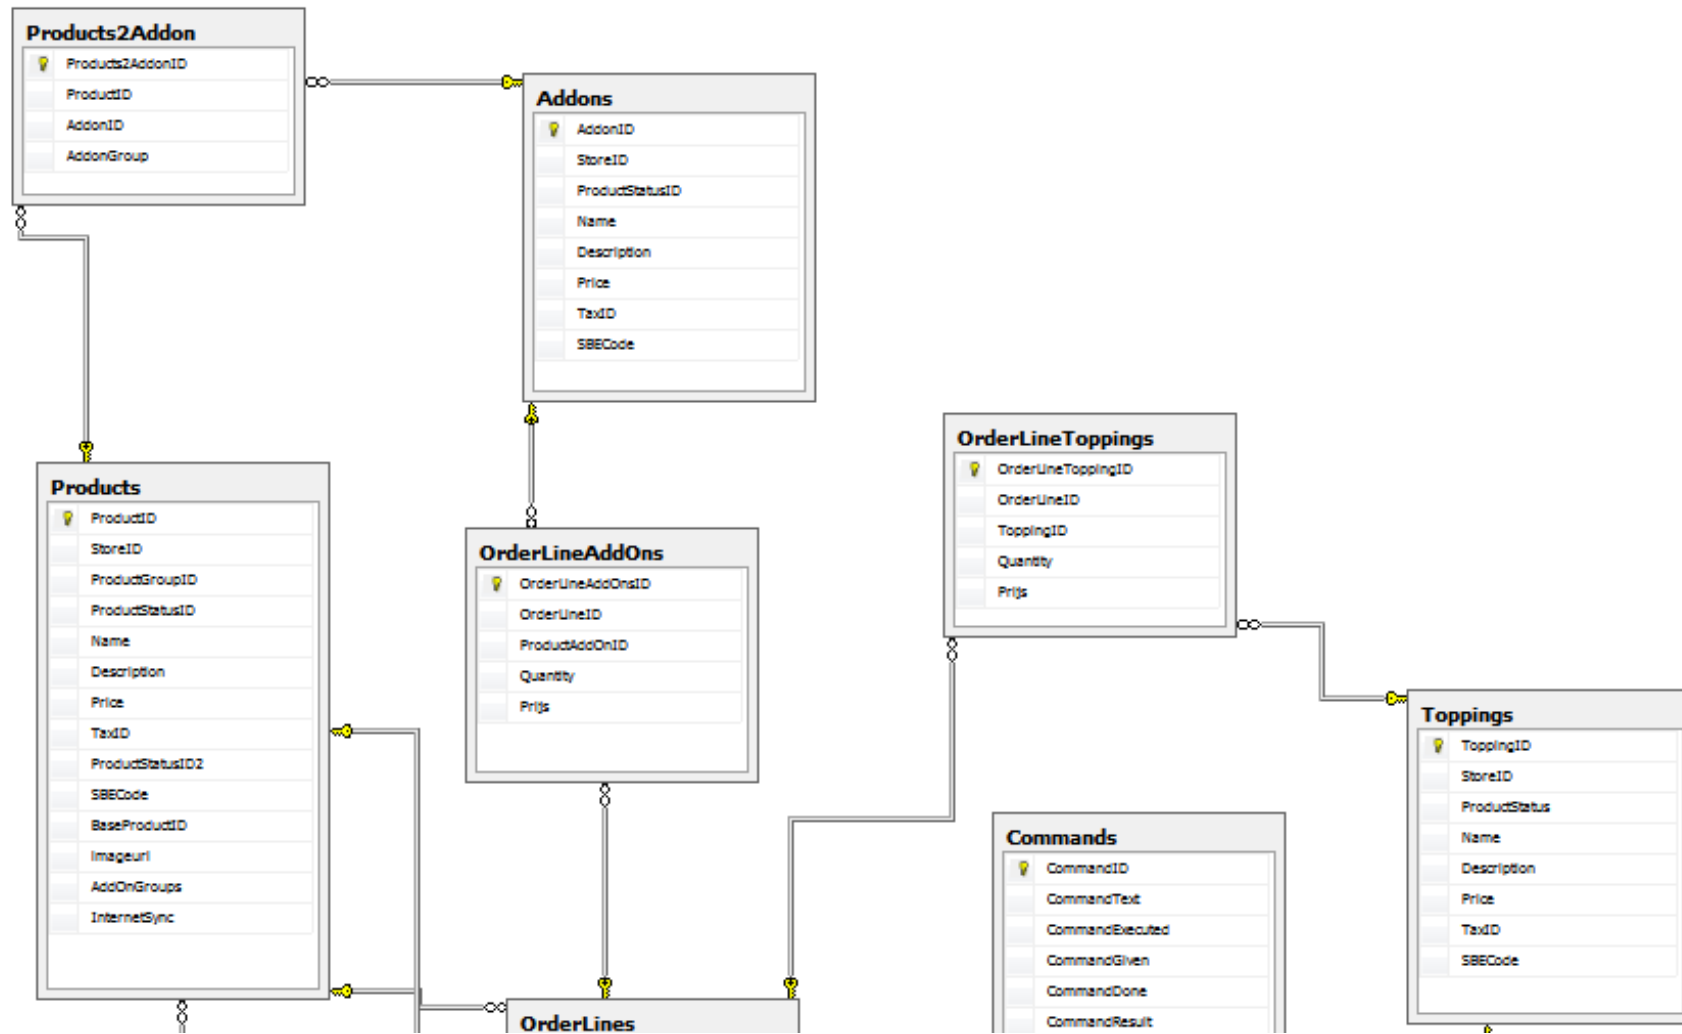 Products2Addon
Products2AddonID
ProductID
AddonID
AddonGroup
Addons
AddonID
StoreID
ProductStatusID
Name
Description
Price
TaxID
SBECode
Products
ProductID
StoreID
ProductGroupID
ProductStatusID
Name
Description
Price
TaxID
ProductStatusID2
SBECode
BaseProductID
Imageurl
AddOnGroups
InternetSync
OrderLineAddOns
OrderLineAddOnsID
OrderLineID
ProductAddOnID
Quantity
Prijs
OrderLineToppings
OrderLineToppingID
OrderLineID
ToppingID
Quantity
Prijs
Toppings
ToppingID
StoreID
ProductStatus
Name
Description
Price
TaxID
SBECode
Commands
CommandID
CommandText
CommandExecuted
CommandGiven
CommandDone
CommandResult
OrderLines